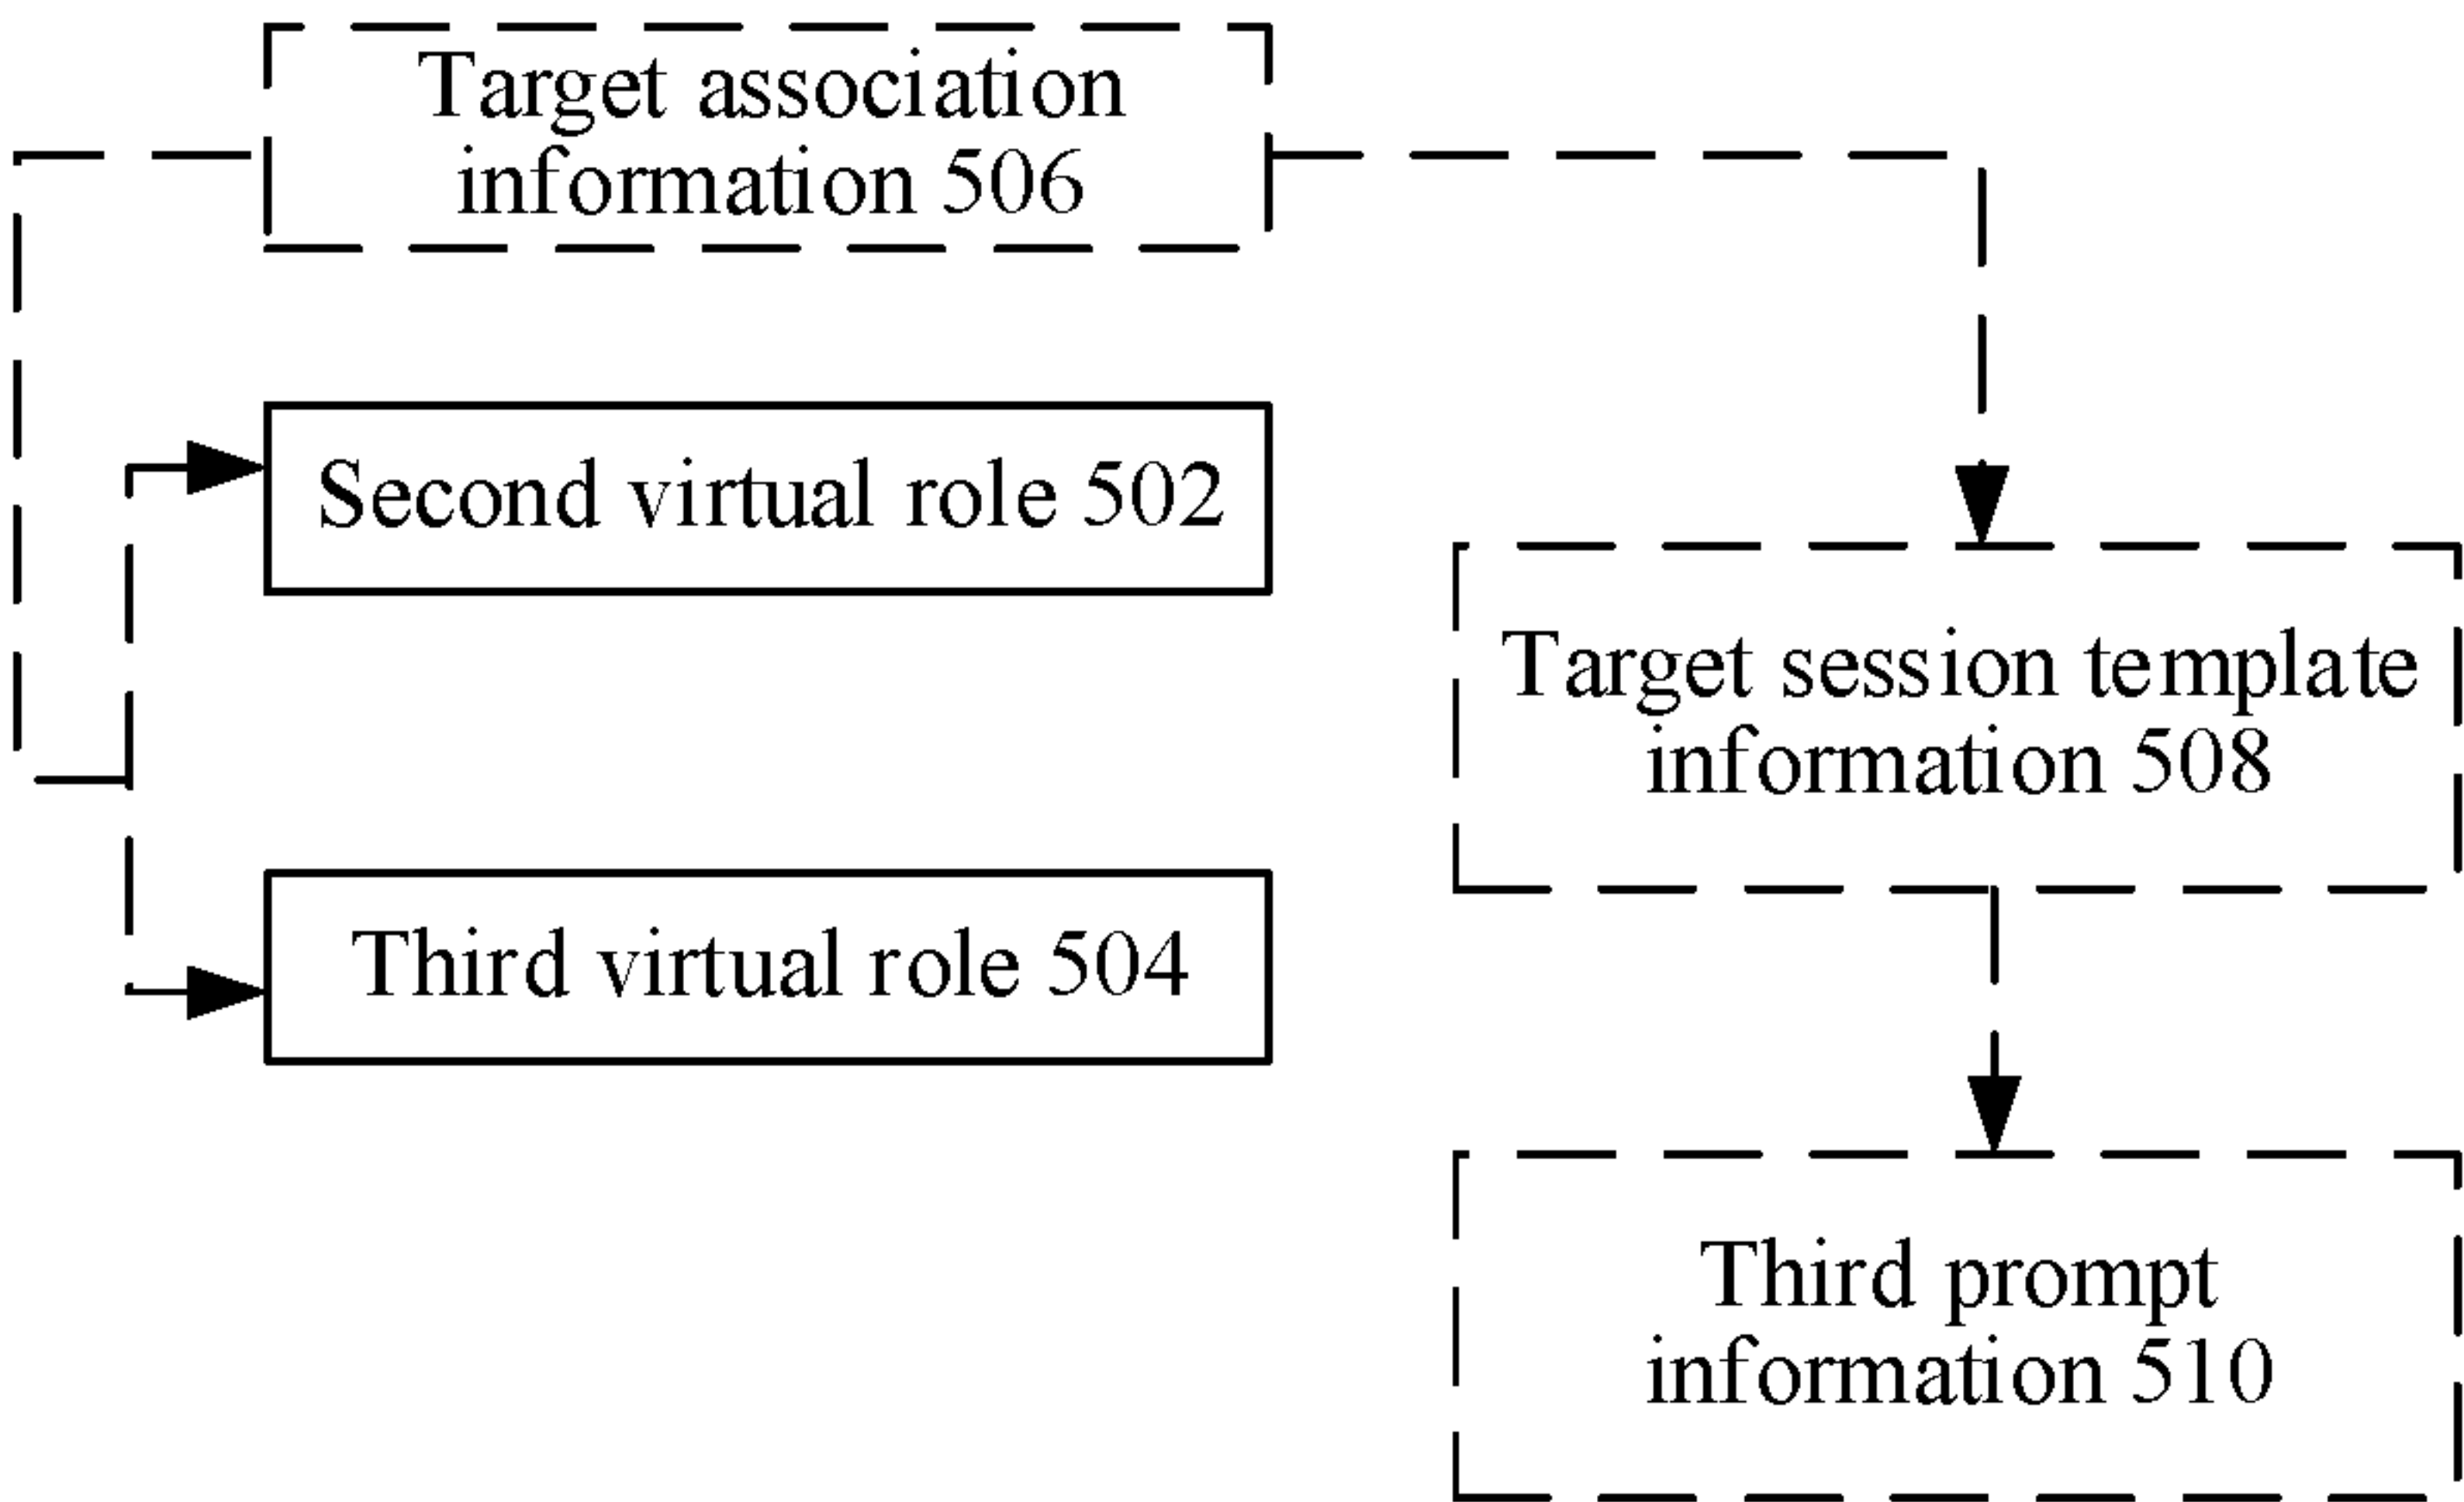 Target association
information 506
Second virtual role 502
Third virtual role 504
Target session template
information 508
Third prompt
information 510